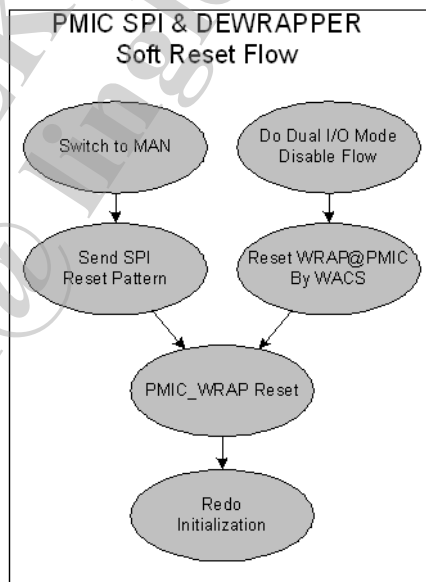 PMIC SPI & DEWRAPPER
Soft Reset Flow
Switch to MAN
Do Dual I/O Mode
Disable Flow
Send SPI
Reset Pattern
Reset WRAP@PMIC
By WACS
PMIC_WRAP Reset
Redo
Initialization